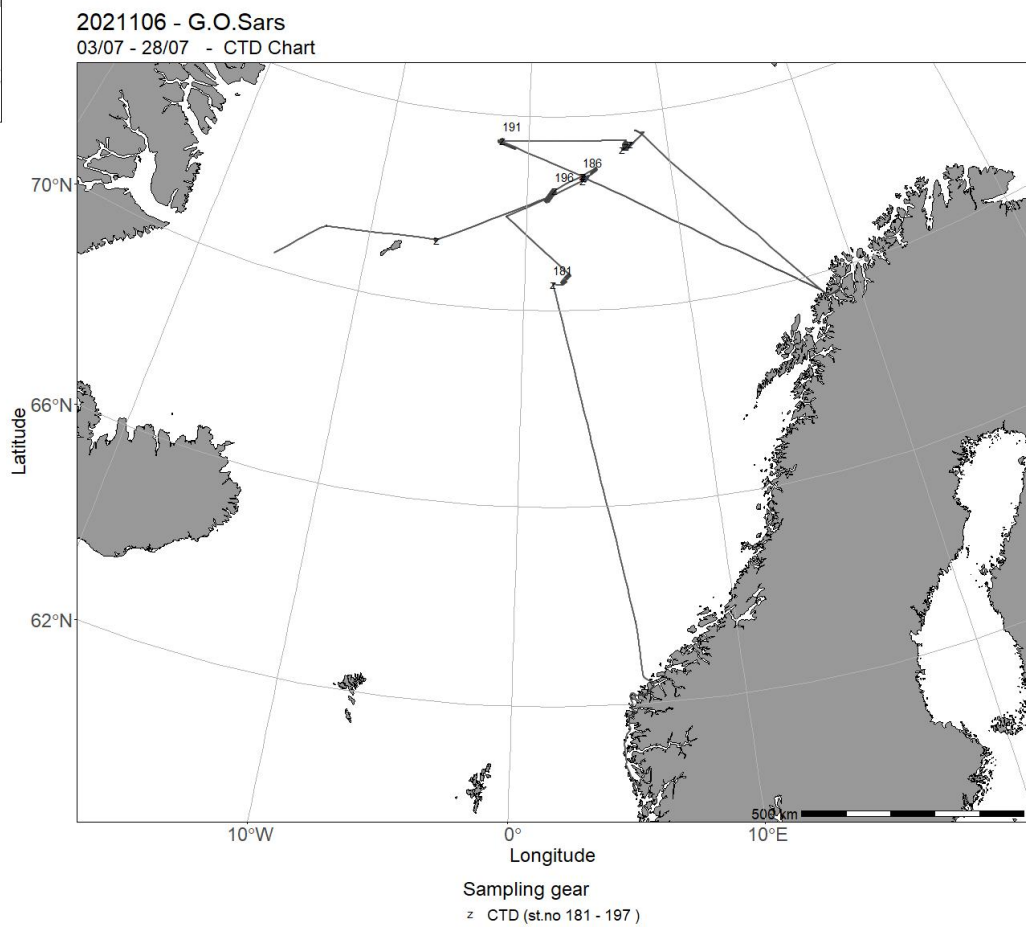 2021106 - G.O.Sars
03/07 - 28/07 - CTD Chart
191
186
196
181
z
z
z
z
70°N
66°N
62°N
Latitude
500 km
10°W
0°
10°E
Longitude
Sampling gear
z CTD (st.no 181 - 197 )